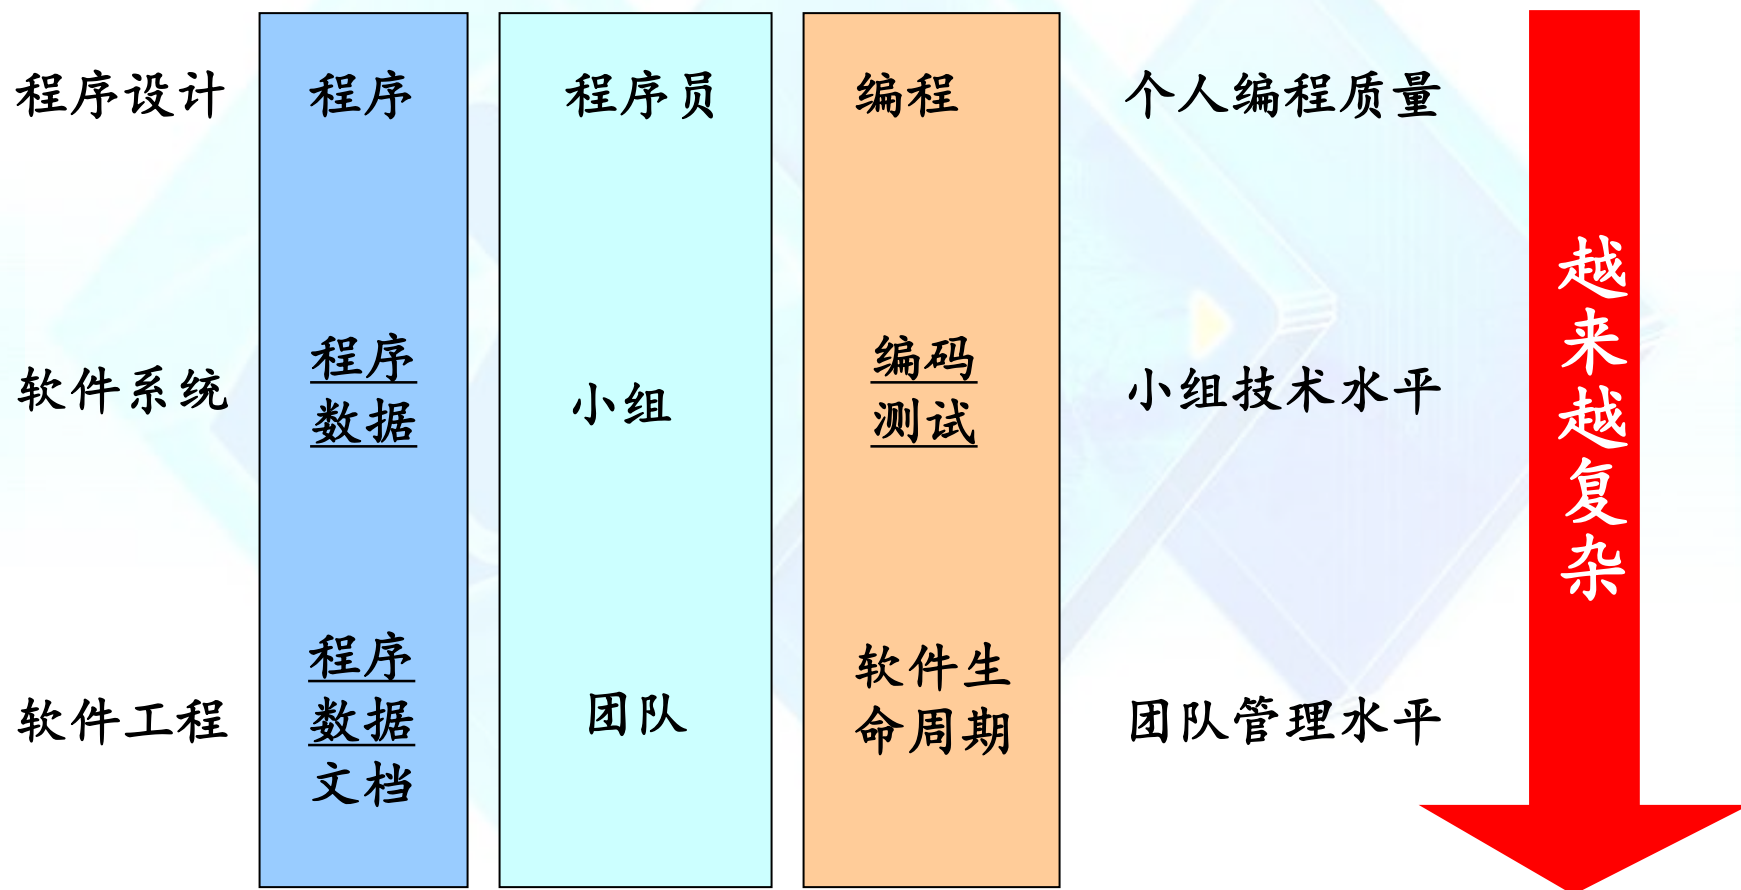 程序设计 程序 程序员 编程 个人编程质量
软件系统 程序 数据 小组 编码 测试 小组技术水平
软件工程 程序 数据 文档 团队 软件生 命周期 团队管理水平
越来越复杂